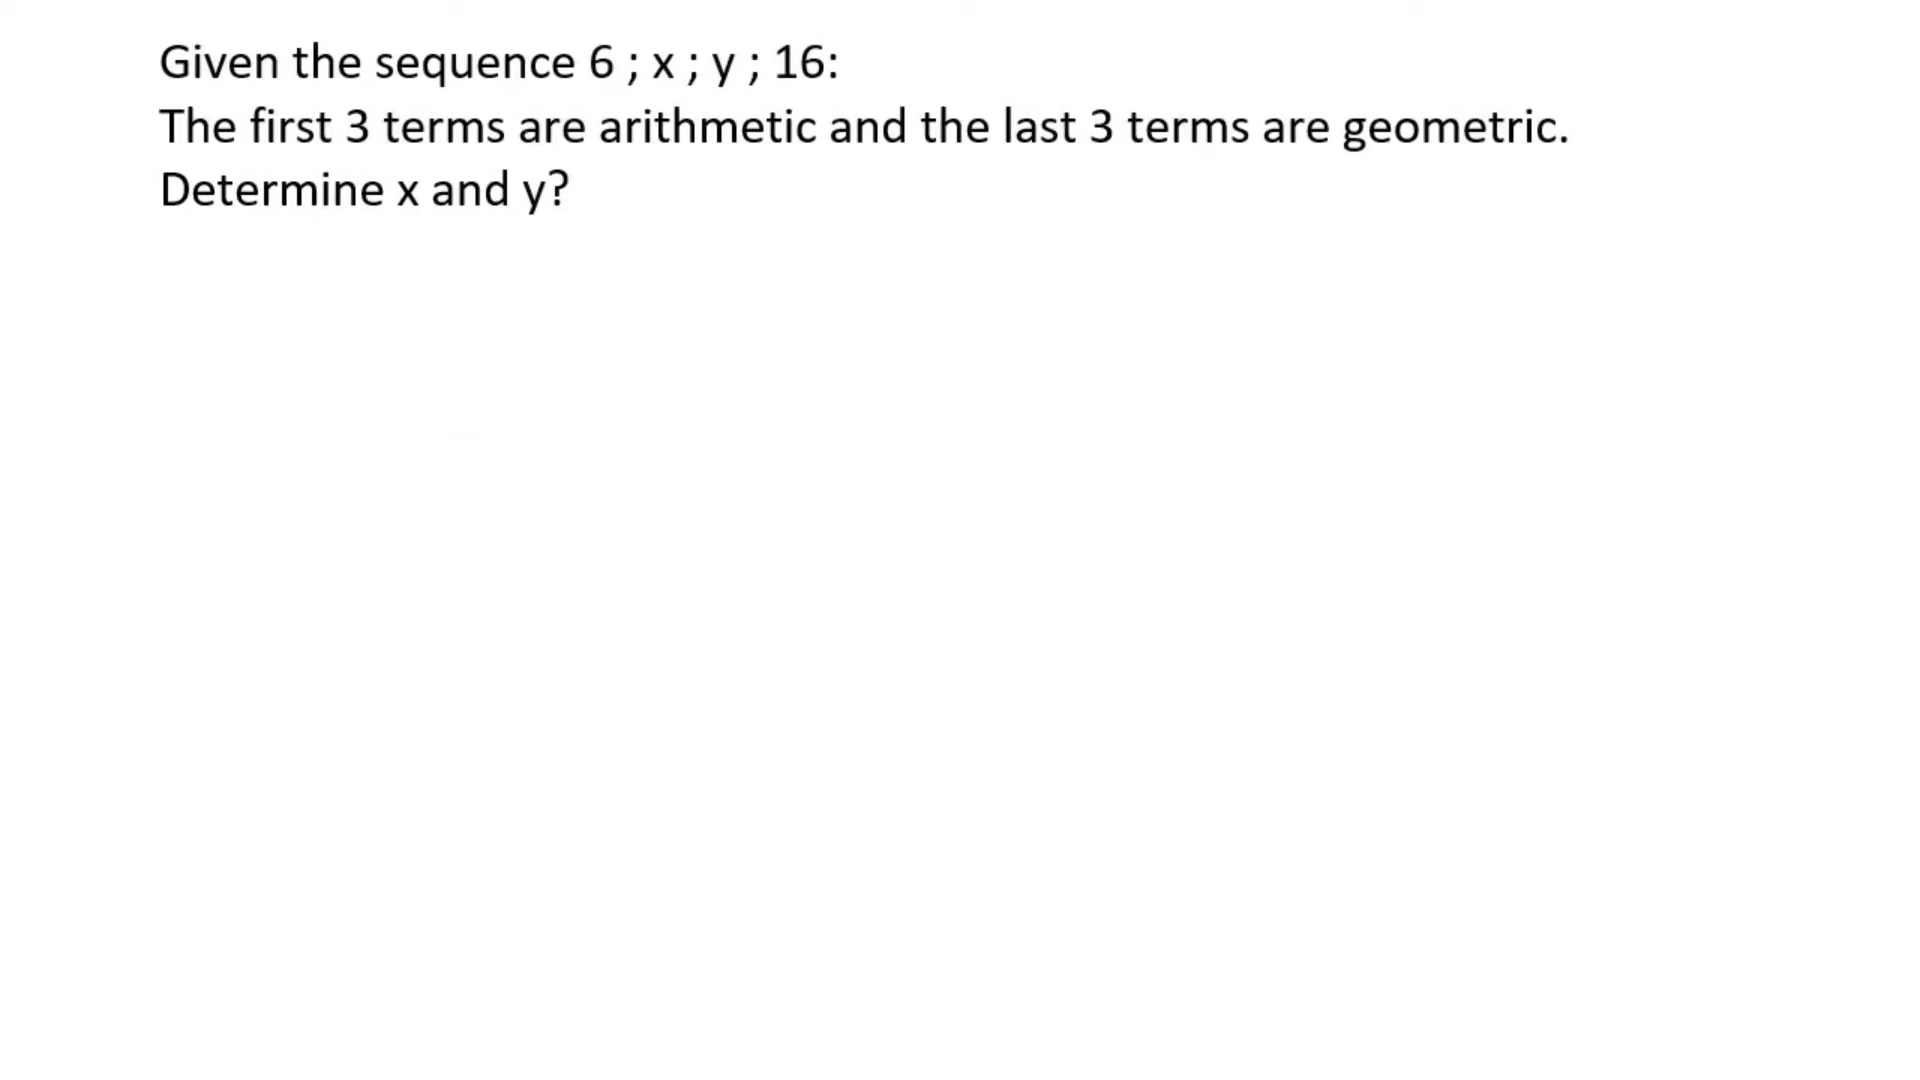 Given the sequence 6 ; x ; y ; 16:
The first 3 terms are arithmetic and the last 3 terms are geometric.
Determine x and y?